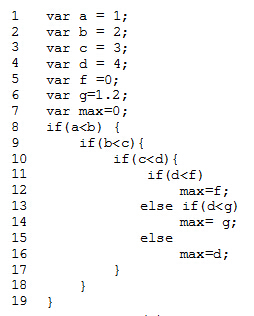 1 var a = 1;
2 var b = 2;
3 var c = 3;
4 var d = 4;
5 var f =0;
6 var g=1.2;
7 var max=0;
8 if(a<b) {
9 if(b<c){
10 if(c<d){
11 if(d<f)
12 max=f;
13 else if(d<g)
14 max= g;
15 else
16 max=d;
17 }
18 }
19 }